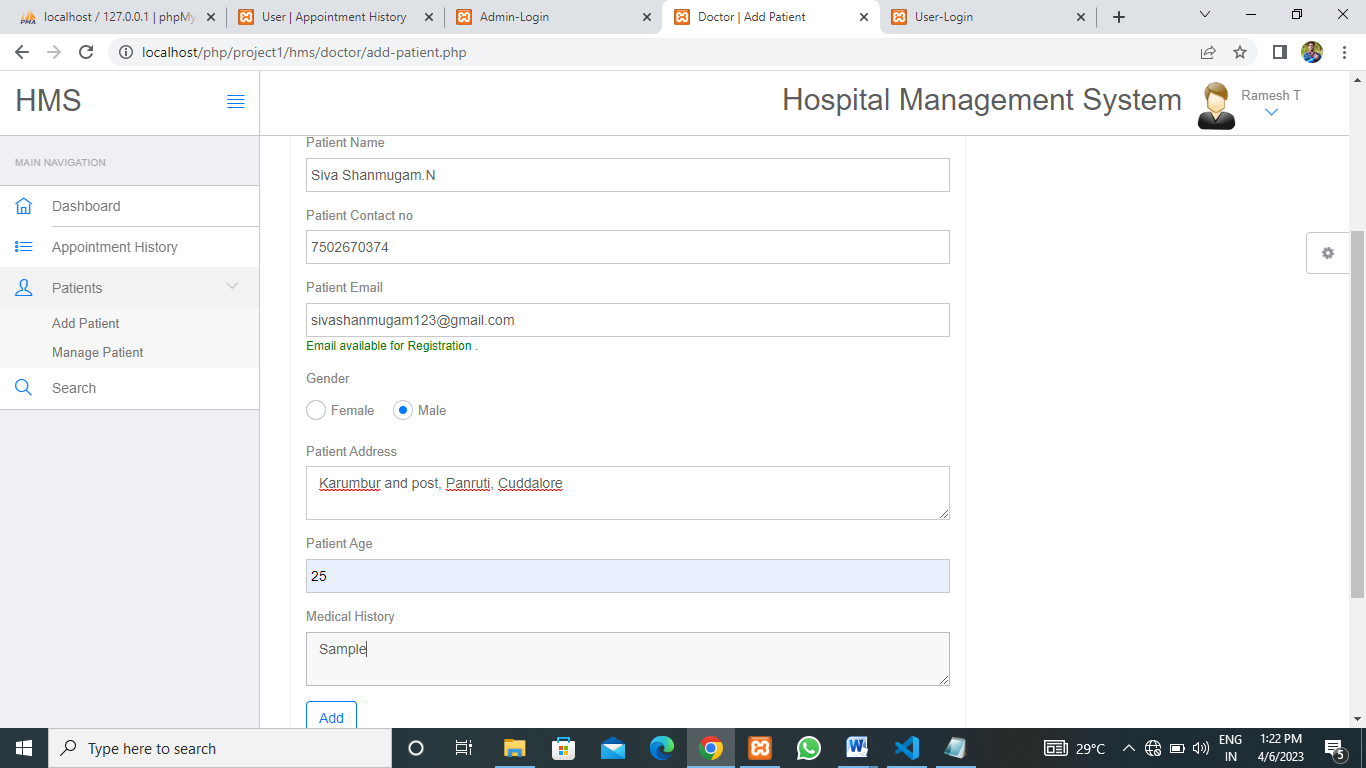 localhost / 127.0.0.1 | phpMy
User | Appointment History
Admin-Login
Doctor | Add Patient
User-Login
localhost/php/project1/hms/doctor/add-patient.php
HMS
Hospital Management System
Ramesh T
MAIN NAVIGATION
Dashboard
Appointment History
Patients
Add Patient
Manage Patient
Search
Patient Name
Siva Shanmugam.N
Patient Contact no
7502670374
Patient Email
sivashanmugam123@gmail.com
Email available for Registration .
Gender
Female
Male
Patient Address
Karumbur and post, Panruti, Cuddalore
Patient Age
25
Medical History
Sample
Add
Type here to search
29°C
ENG
IN
1:22 PM
4/6/2023
5